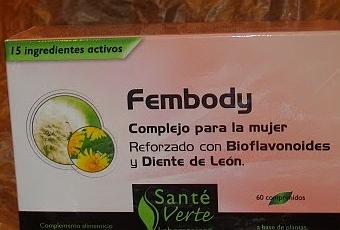 15 ingredientes activos
Fembody
Complejo para la mujer
Reforzado con Bioflavonoides
y Diente de León.
Santé
Verte
Laboratoires
60 comprimidos
Complemento alimenticio
a base de plantas.